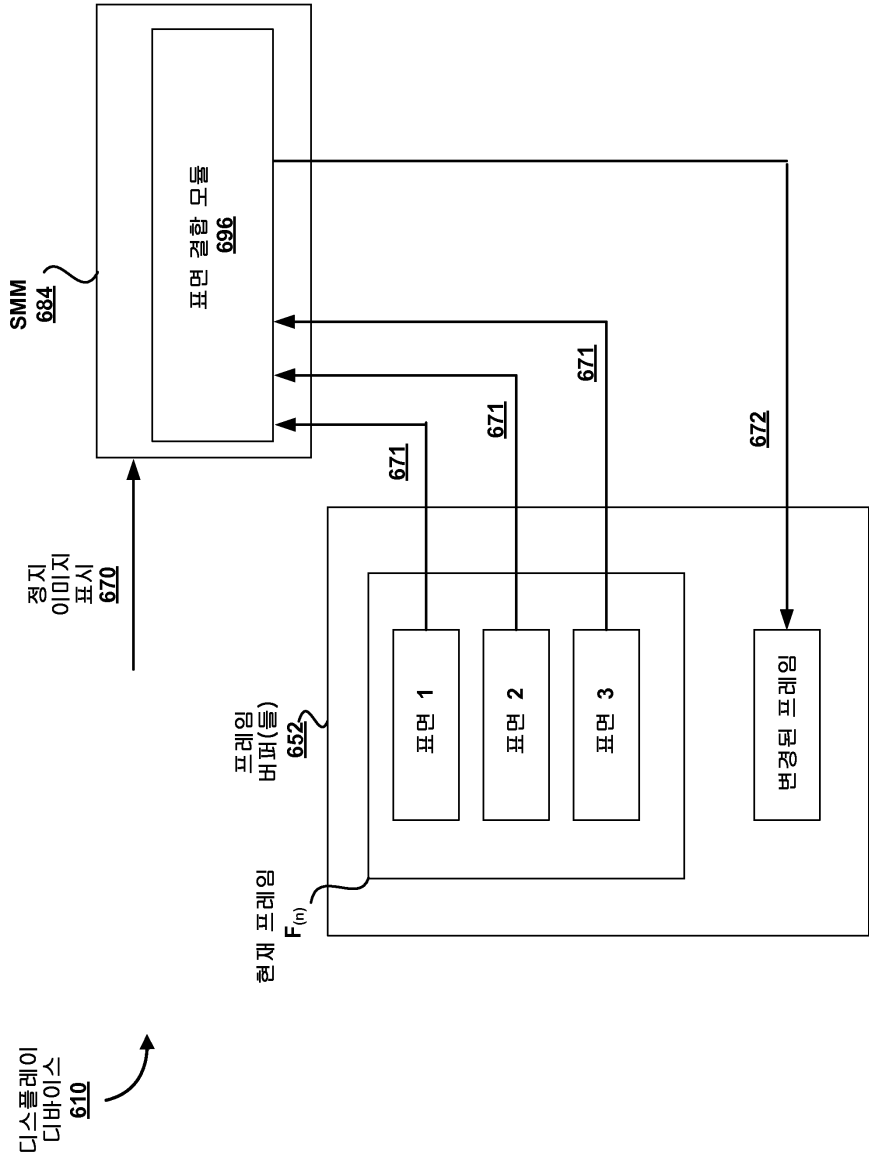 디스플레이
디바이스
610
현재 프레임
F(n)
프레임
버퍼(들)
652
표면 1
표면 2
표면 3
변경된 프레임
정지
이미지
표시
670
SMM
684
표면 결합 모듈
696
671
671
671
672